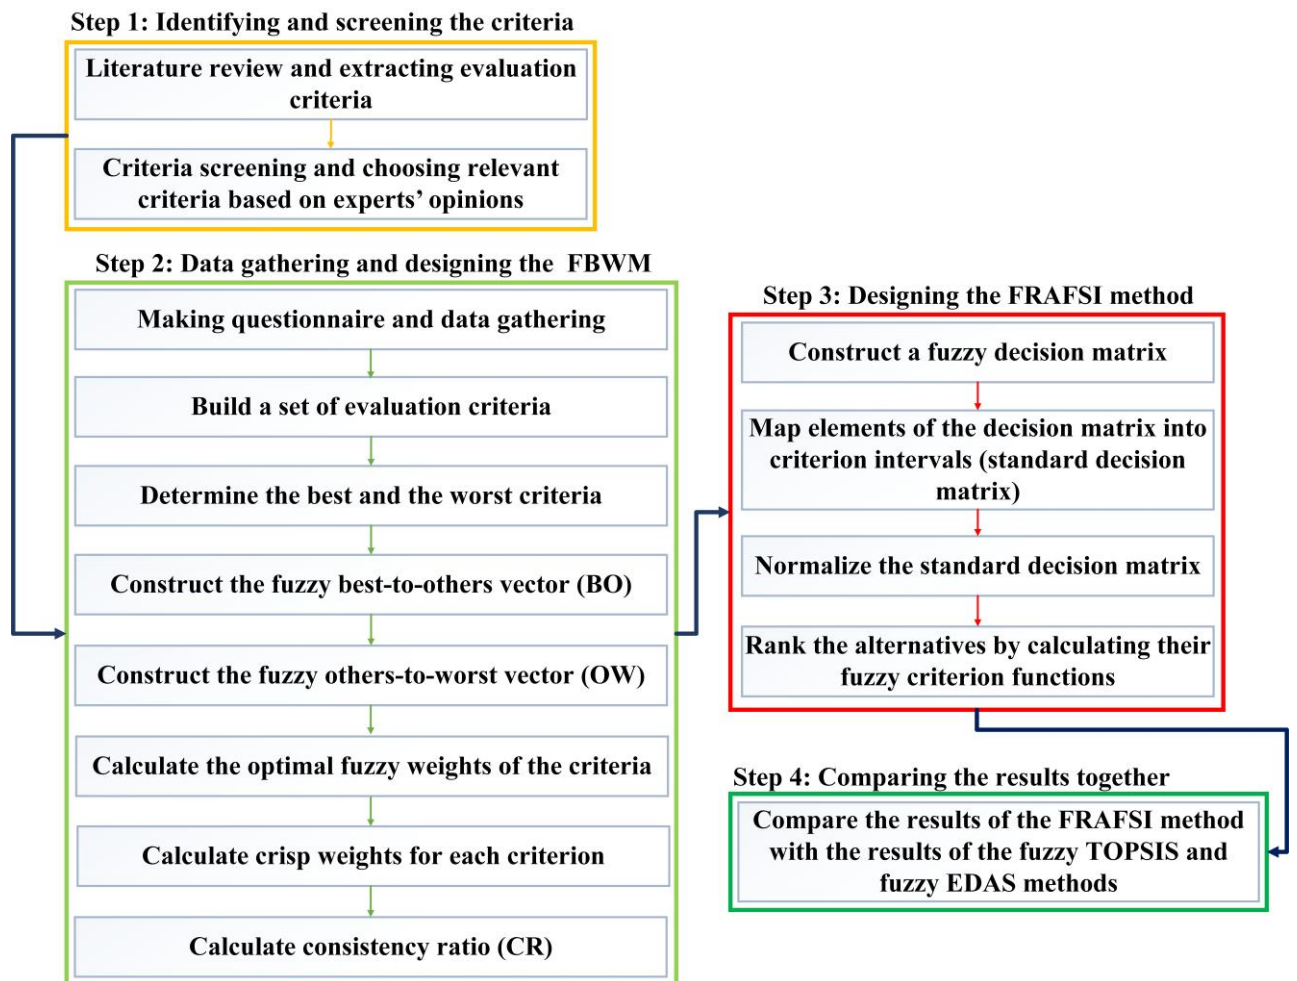 Step 1: Identifying and screening the criteria
Literature review and extracting evaluation
criteria
Criteria screening and choosing relevant
criteria based on experts’ opinions
Step 2: Data gathering and designing the FBWM
Making questionnaire and data gathering
Build a set of evaluation criteria
Determine the best and the worst criteria
Construct the fuzzy best-to-others vector (BO)
Construct the fuzzy others-to-worst vector (OW)
Calculate the optimal fuzzy weights of the criteria
Calculate crisp weights for each criterion
Calculate consistency ratio (CR)
Step 3: Designing the FRAFSI method
Construct a fuzzy decision matrix
Map elements of the decision matrix into
criterion intervals (standard decision
matrix)
Normalize the standard decision matrix
Rank the alternatives by calculating their
fuzzy criterion functions
Step 4: Comparing the results together
Compare the results of the FRAFSI method
with the results of the fuzzy TOPSIS and
fuzzy EDAS methods